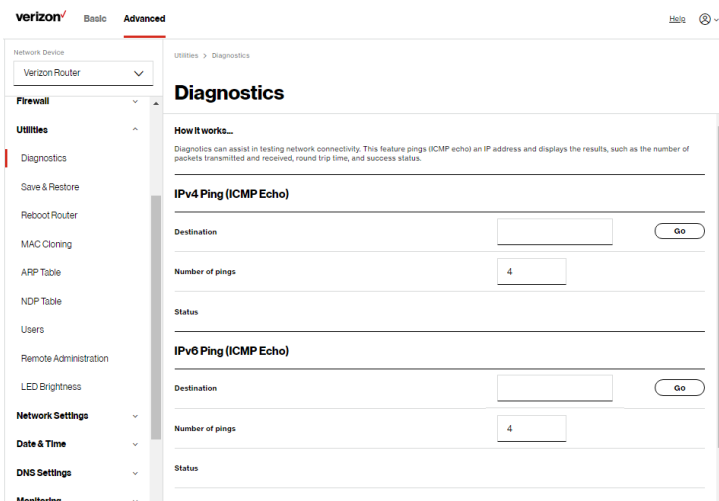 verizon Basic Advanced Help
Network Device
Verizon Router
Firewall
Utilities
Diagnostics
Save & Restore
Reboot Router
MAC Cloning
ARP Table
NDP Table
Users
Remote Administration
LED Brightness
Network Settings
Date & Time
DNS Settings
Monitoring
Utilities > Diagnostics
Diagnostics
How it works...
Diagnotics can assist in testing network connectivity. This feature pings (ICMP echo) an IP address and displays the results, such as the number of
packets transmitted and received, round trip time, and success status.
IPv4 Ping (ICMP Echo)
Destination Go
Number of pings 4
Status
IPv6 Ping (ICMP Echo)
Destination Go
Number of pings 4
Status